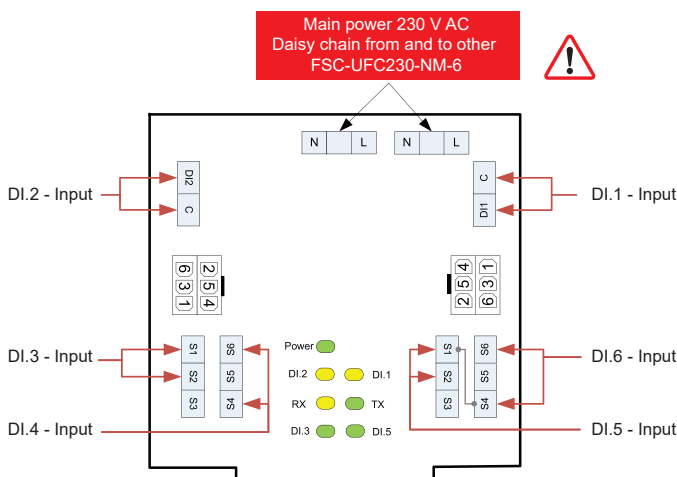 Main power 230 V AC
Daisy chain from and to other
FSC-UFC230-NM-6
N L N L
DI.2 - Input
DI2
C
C
DI1
DI.1 - Input
6 3 1
2 5 4
2 5 4
6 3 1
DI.3 - Input
S1
S2
S3
S6
S5
S4
Power
DI.2 DI.1
RX TX
DI.3 DI.5
S1
S2
S3
S6
S5
S4
DI.6 - Input
DI.4 - Input
DI.5 - Input